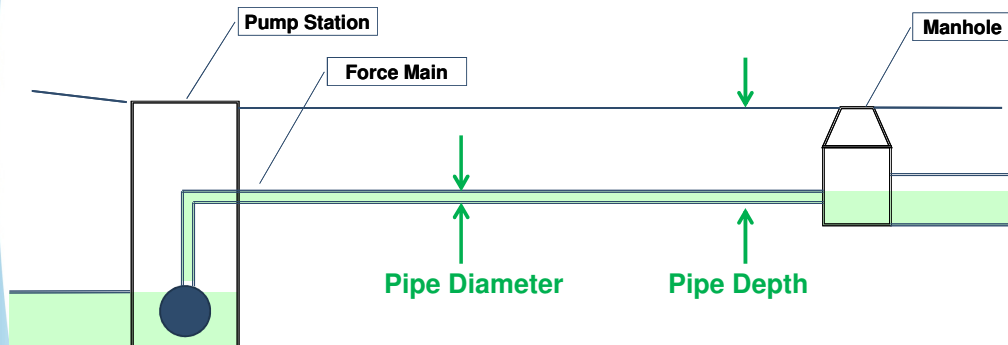 Pump Station
Manhole
Force Main
Pipe Diameter
Pipe Depth